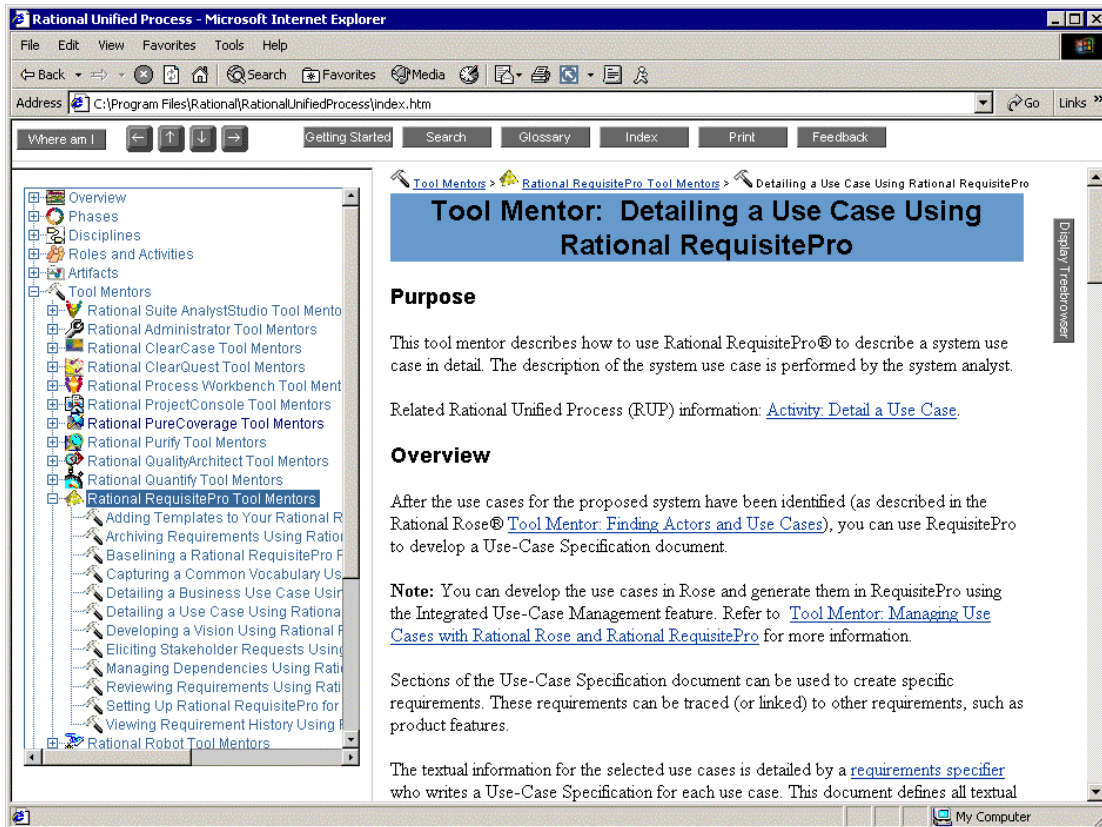 Rational Unified Process - Microsoft Internet Explorer
File Edit View Favorites Tools Help
Back Search Favorites Media
Address C:\Program Files\Rational\RationalUnifiedProcess\index.htm Go Links »
Where am I Getting Started Search Glossary Index Print Feedback
Overview
Phases
Disciplines
Roles and Activities
Artifacts
Tool Mentors
Rational Suite AnalystStudio Tool Mento
Rational Administrator Tool Mentors
Rational ClearCase Tool Mentors
Rational ClearQuest Tool Mentors
Rational Process Workbench Tool Ment
Rational ProjectConsole Tool Mentors
Rational PureCoverage Tool Mentors
Rational Purify Tool Mentors
Rational QualityArchitect Tool Mentors
Rational Quantify Tool Mentors
Rational RequisitePro Tool Mentors
Adding Templates to Your Rational R
Archiving Requirements Using Ration
Baselining a Rational RequisitePro P
Capturing a Common Vocabulary Us
Detailing a Business Use Case Usin
Detailing a Use Case Using Rationa
Developing a Vision Using Rational R
Eliciting Stakeholder Requests Using
Managing Dependencies Using Rati
Reviewing Requirements Using Rati
Setting Up Rational RequisitePro for
Viewing Requirement History Using R
Rational Robot Tool Mentors
Tool Mentors > Rational RequisitePro Tool Mentors > Detailing a Use Case Using Rational RequisitePro
Tool Mentor: Detailing a Use Case Using
Rational RequisitePro
Display Treebrowser
Purpose
This tool mentor describes how to use Rational RequisitePro® to describe a system use
case in detail. The description of the system use case is performed by the system analyst.
Related Rational Unified Process (RUP) information: Activity: Detail a Use Case.
Overview
After the use cases for the proposed system have been identified (as described in the
Rational Rose® Tool Mentor: Finding Actors and Use Cases), you can use RequisitePro
to develop a Use-Case Specification document.
Note: You can develop the use cases in Rose and generate them in RequisitePro using
the Integrated Use-Case Management feature. Refer to Tool Mentor: Managing Use
Cases with Rational Rose and Rational RequisitePro for more information.
Sections of the Use-Case Specification document can be used to create specific
requirements. These requirements can be traced (or linked) to other requirements, such as
product features.
The textual information for the selected use cases is detailed by a requirements specifier
who writes a Use-Case Specification for each use case. This document defines all textual
My Computer